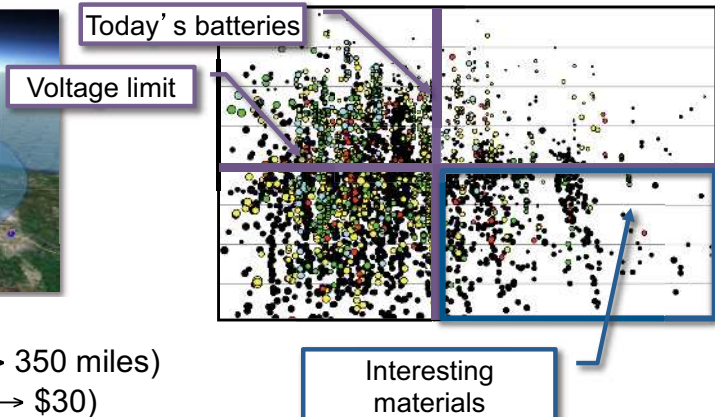 Today's batteries
Voltage limit
350 miles)
→ $30)
Interesting
materials